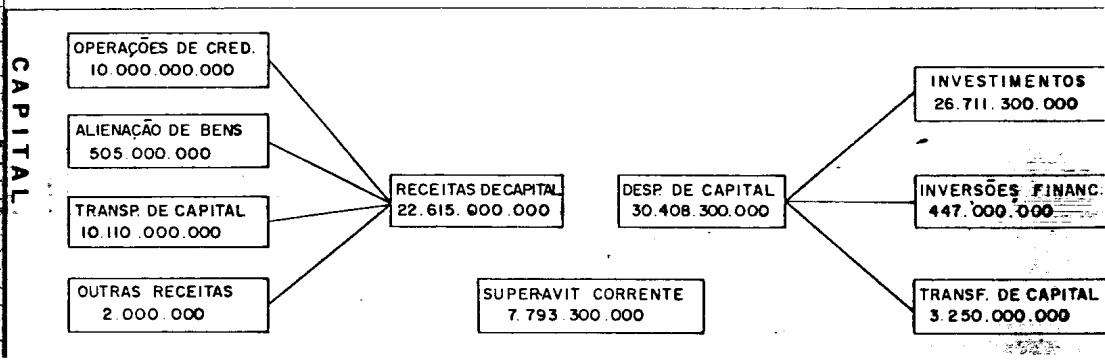 CAPITAL
OPERAÇÕES DE CRED.
10.000.000.000
ALIENAÇÃO DE BENS
505.000.000
TRANSP. DE CAPITAL
10.110.000.000
OUTRAS RECEITAS
2.000.000
RECEITAS DE CAPITAL
22.615.000.000
DESP. DE CAPITAL
30.408.300.000
SUPERAVIT CORRENTE
7.793.300.000
INVESTIMENTOS
26.711.300.000
INVERSÕES FINANC.
447.000.000
TRANSF. DE CAPITAL
3.250.000.000